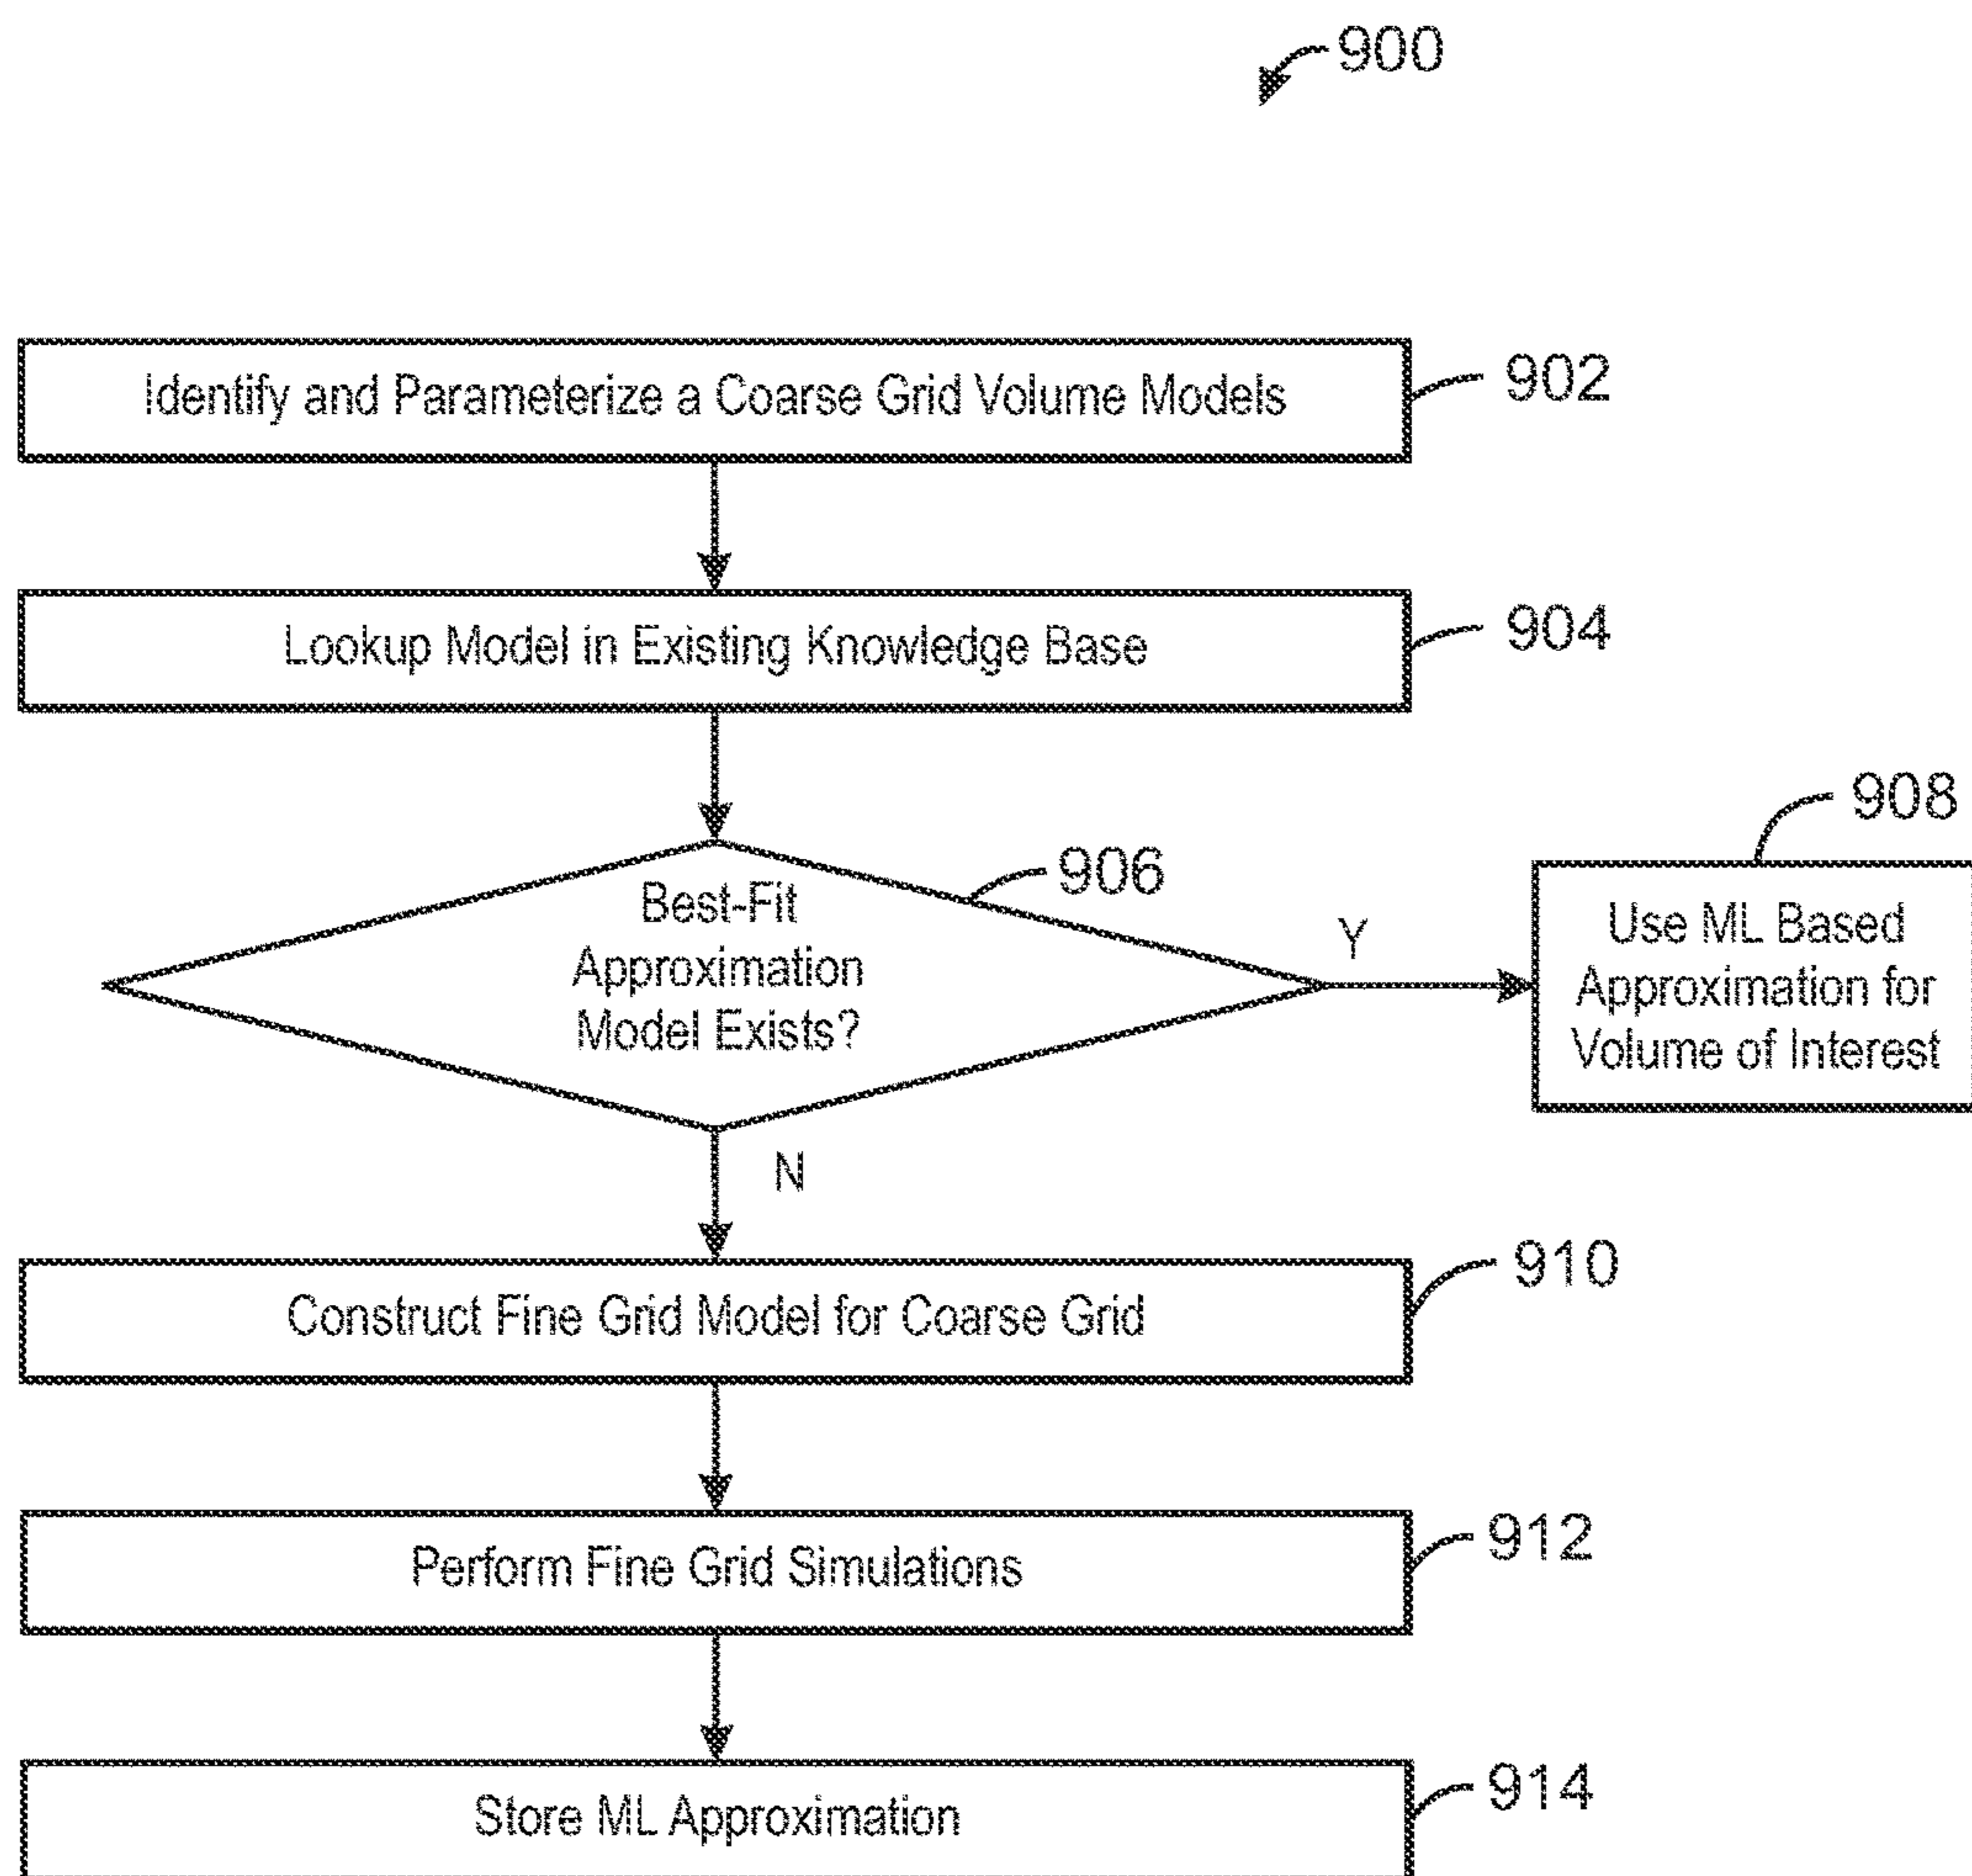 900
Identify and Parameterize a Coarse Grid Volume Models
902
Lookup Model in Existing Knowledge Base
904
Best-Fit
Approximation
Model Exists?
906
Y
908
Use ML Based
Approximation for
Volume of Interest
N
Construct Fine Grid Model for Coarse Grid
910
Perform Fine Grid Simulations
912
Store ML Approximation
914